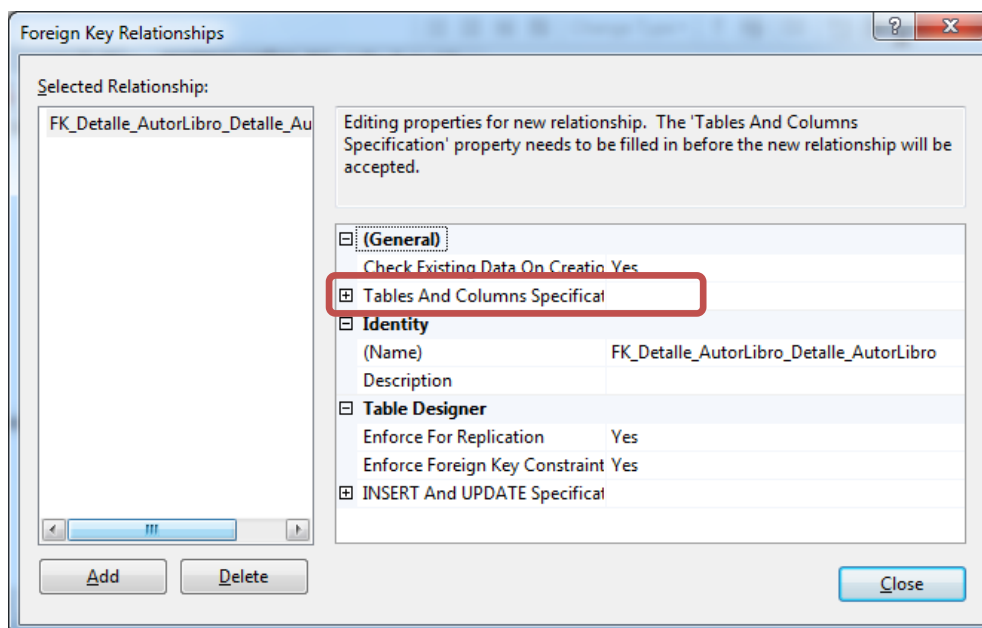 Foreign Key Relationships
Selected Relationship:
FK_Detalle_AutorLibro_Detalle_Au
Editing properties for new relationship. The 'Tables And Columns
Specification' property needs to be filled in before the new relationship will be
accepted.
(General)
Check Existing Data On Creatio Yes
Tables And Columns Specificat
Identity
(Name) FK_Detalle_AutorLibro_Detalle_AutorLibro
Description
Table Designer
Enforce For Replication Yes
Enforce Foreign Key Constraint Yes
INSERT And UPDATE Specificat
Add Delete
Close